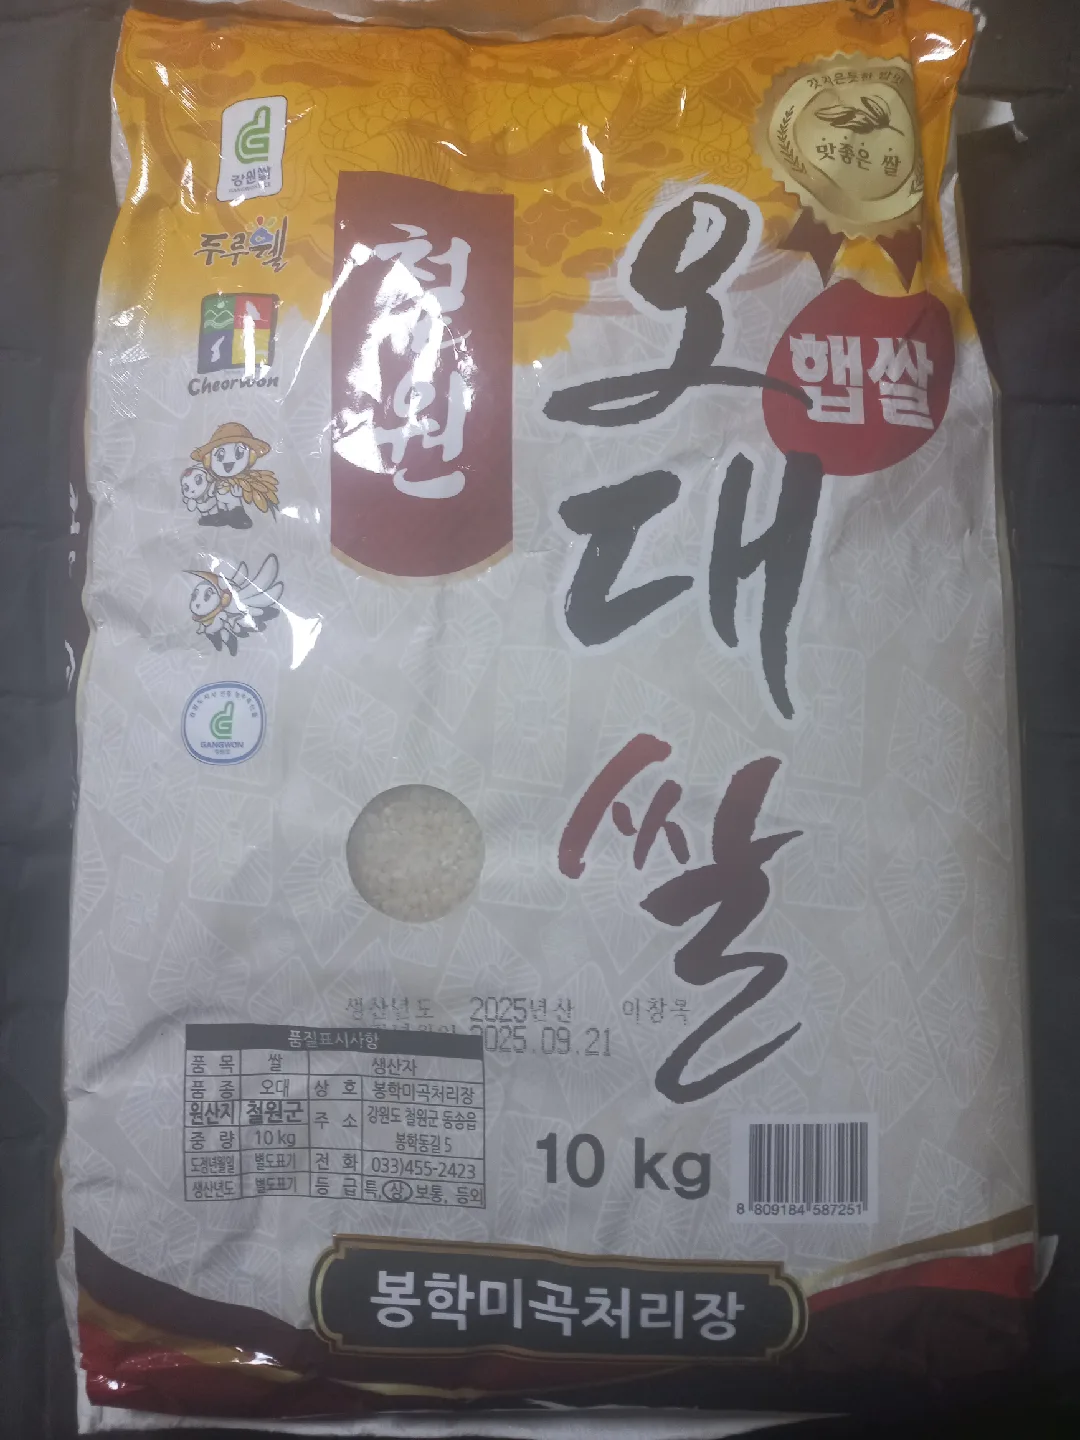 강원쌀
두루웰
Cheorwon
GANGWON
철원
오대쌀
햅쌀
맛좋은 쌀
생산년도 2025년산 이창옥
2025.09.21
품질표시사항
품 목 쌀 생산자
품 종 오대 상 호 봉학미곡처리장
원산지 철원군 주 소 강원도 철원군 동송읍
봉학동길 5
중 량 10 kg
도정년월일 별도표기 전 화 033)455-2423
생산년도 별도표기 등 급 특, 상, 보통, 등외
10 kg
8 809184 587251
봉학미곡처리장